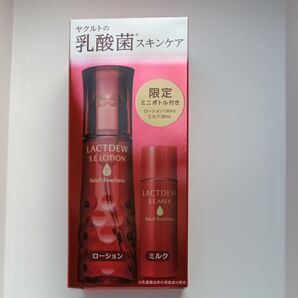 ヤクルトの
乳酸菌※スキンケア
限定
ミニボトル付き
ローション130mL
ミルク30mL
LACTDEW
S.E.LOTION
Yakult Beautiens
ローション
LACTDEW
S.E.MILK
Yakult Beautiens
ミルク